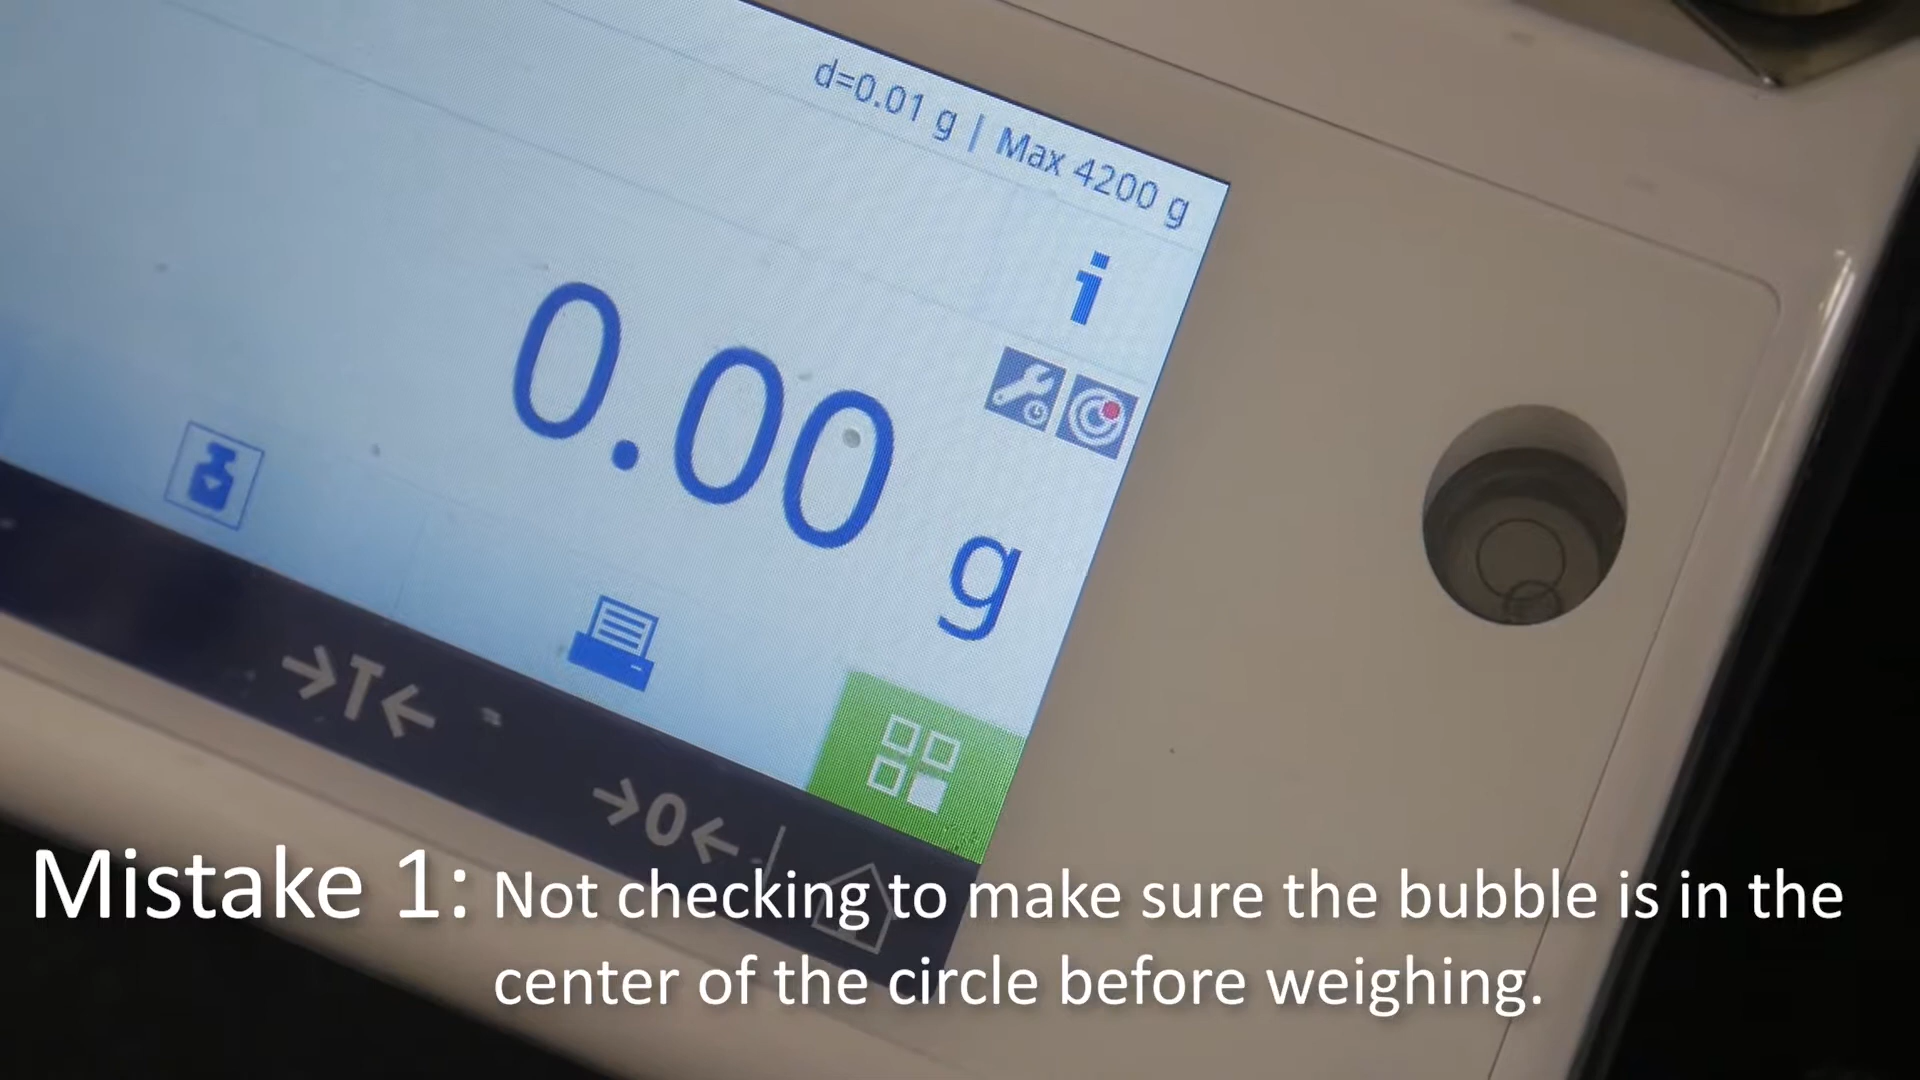 d=0.01 g | Max 4200 g
i
0.00 g
→T←
→0←
Mistake 1: Not checking to make sure the bubble is in the
center of the circle before weighing.